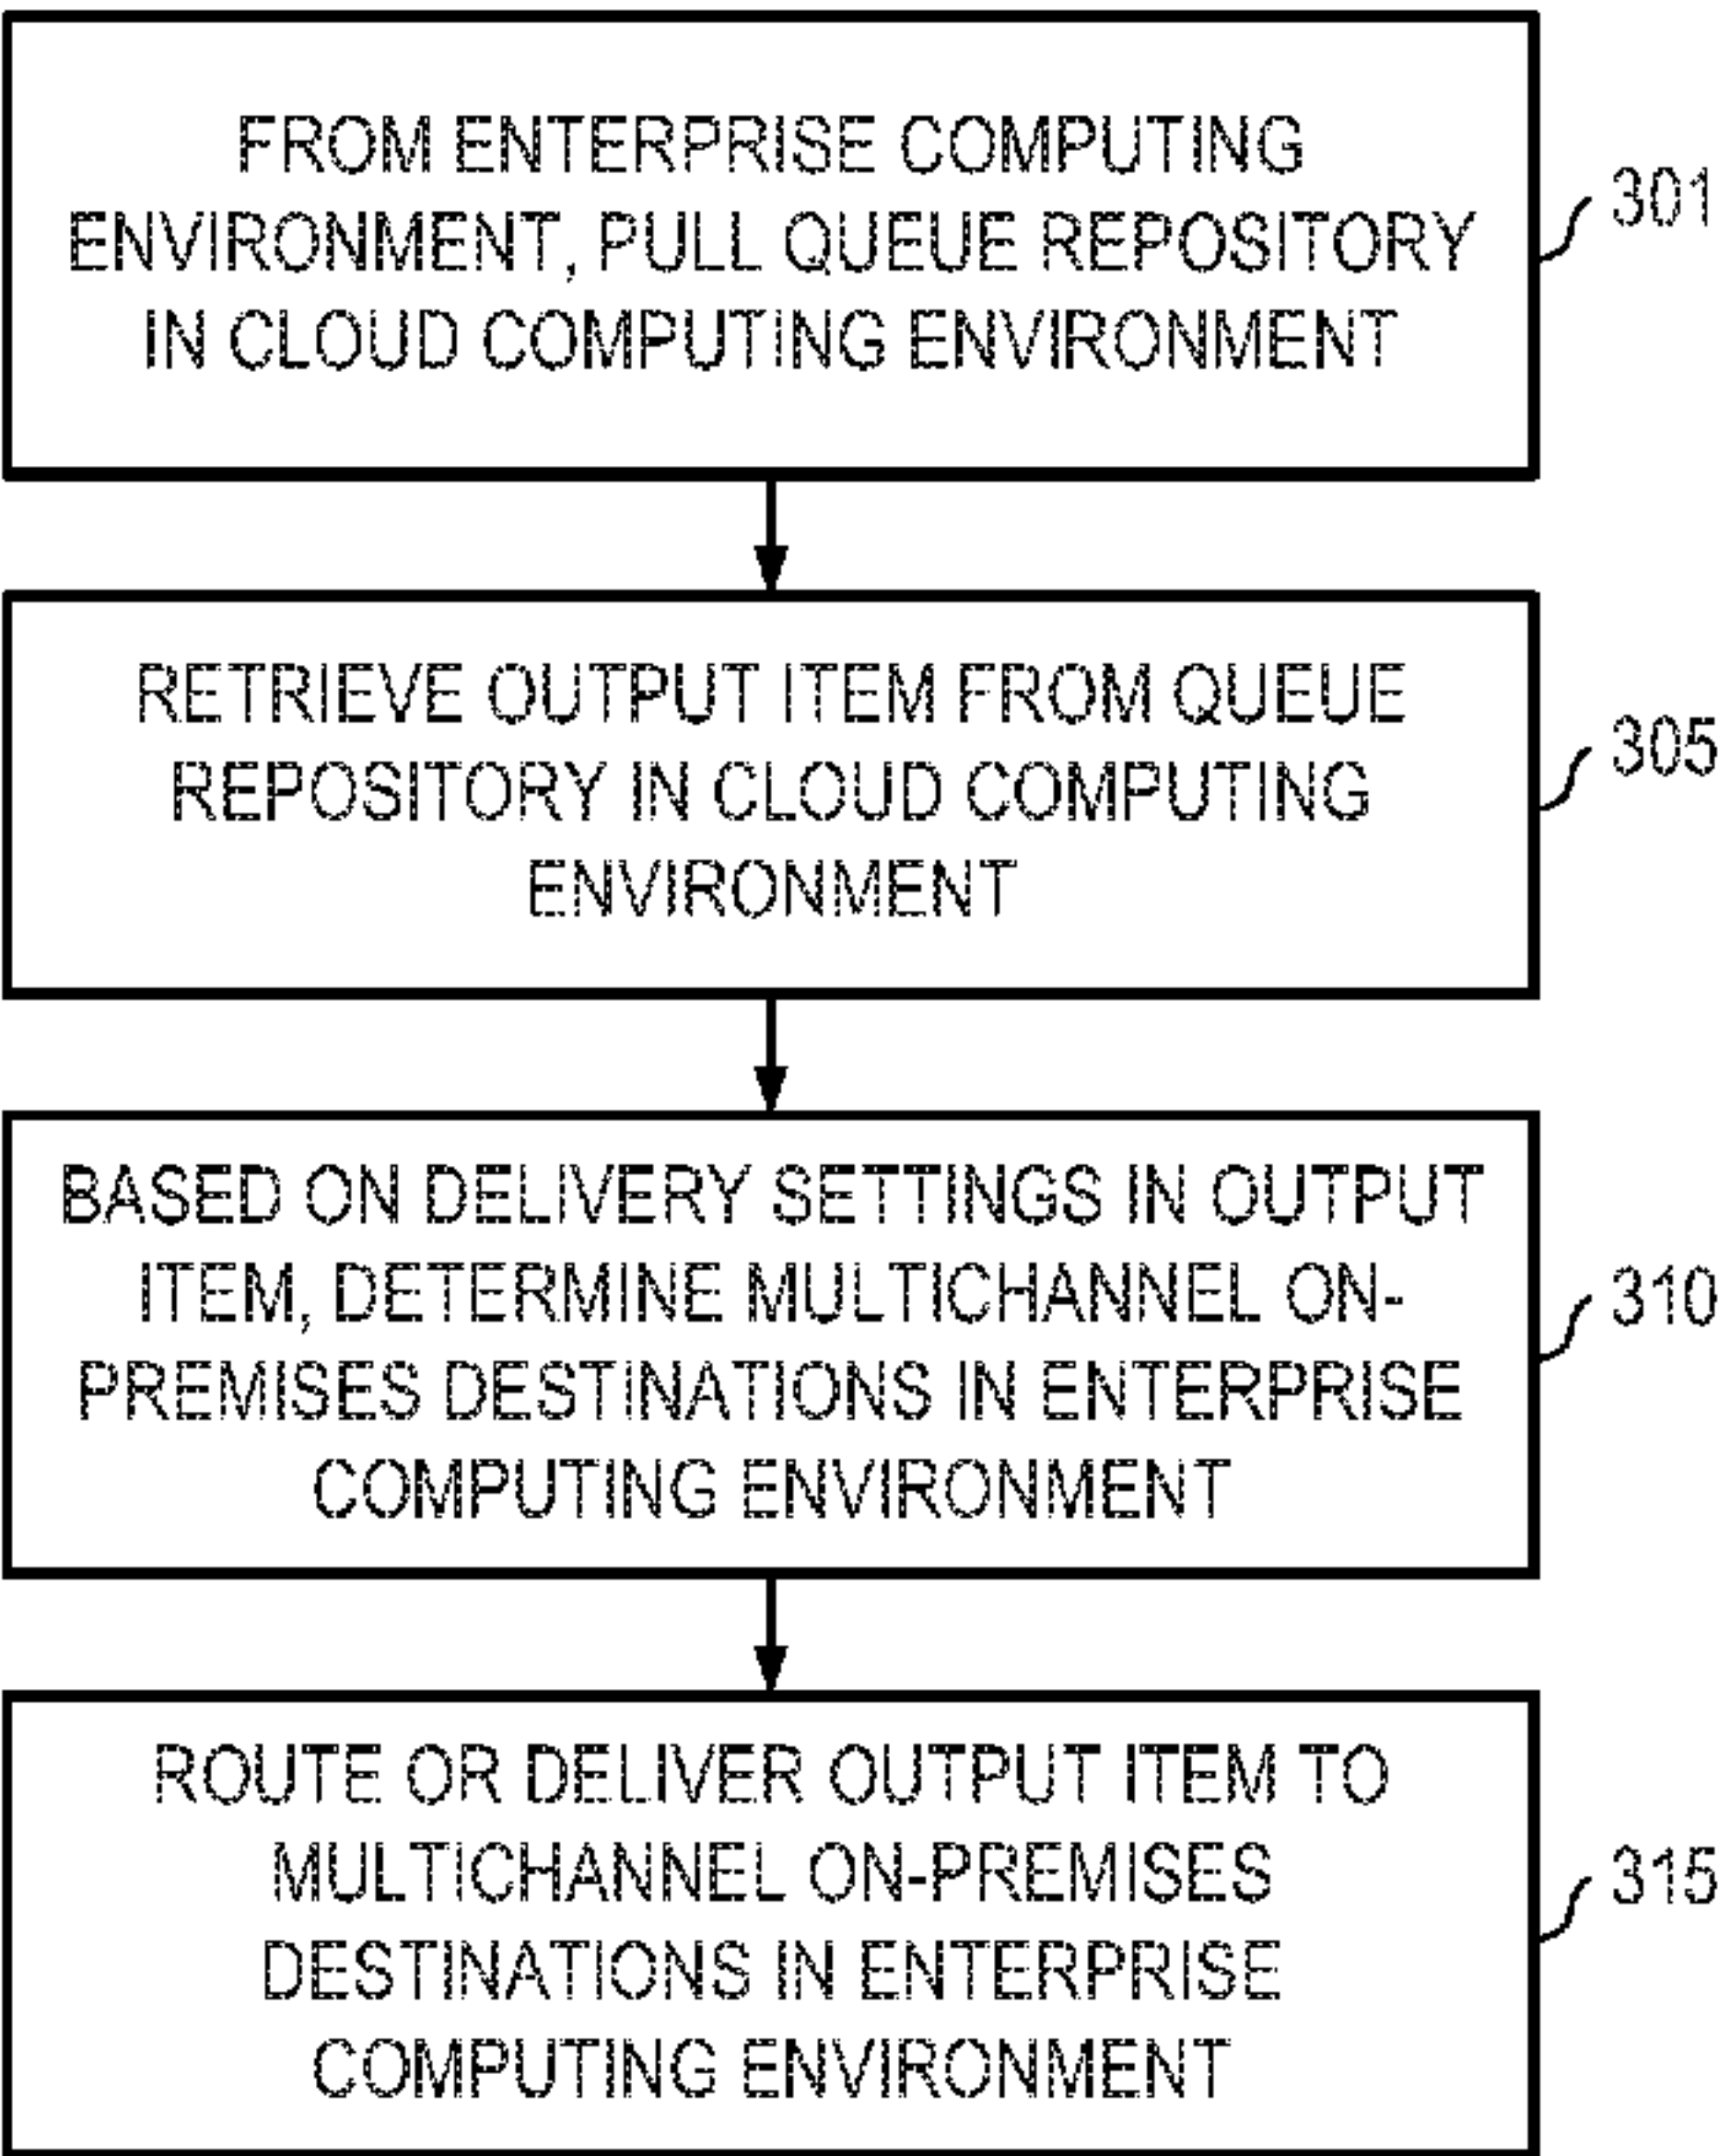 FROM ENTERPRISE COMPUTING
ENVIRONMENT, PULL QUEUE REPOSITORY
IN CLOUD COMPUTING ENVIRONMENT
301
RETRIEVE OUTPUT ITEM FROM QUEUE
REPOSITORY IN CLOUD COMPUTING
ENVIRONMENT
305
BASED ON DELIVERY SETTINGS IN OUTPUT
ITEM, DETERMINE MULTICHANNEL ON-
PREMISES DESTINATIONS IN ENTERPRISE
COMPUTING ENVIRONMENT
310
ROUTE OR DELIVER OUTPUT ITEM TO
MULTICHANNEL ON-PREMISES
DESTINATIONS IN ENTERPRISE
COMPUTING ENVIRONMENT
315